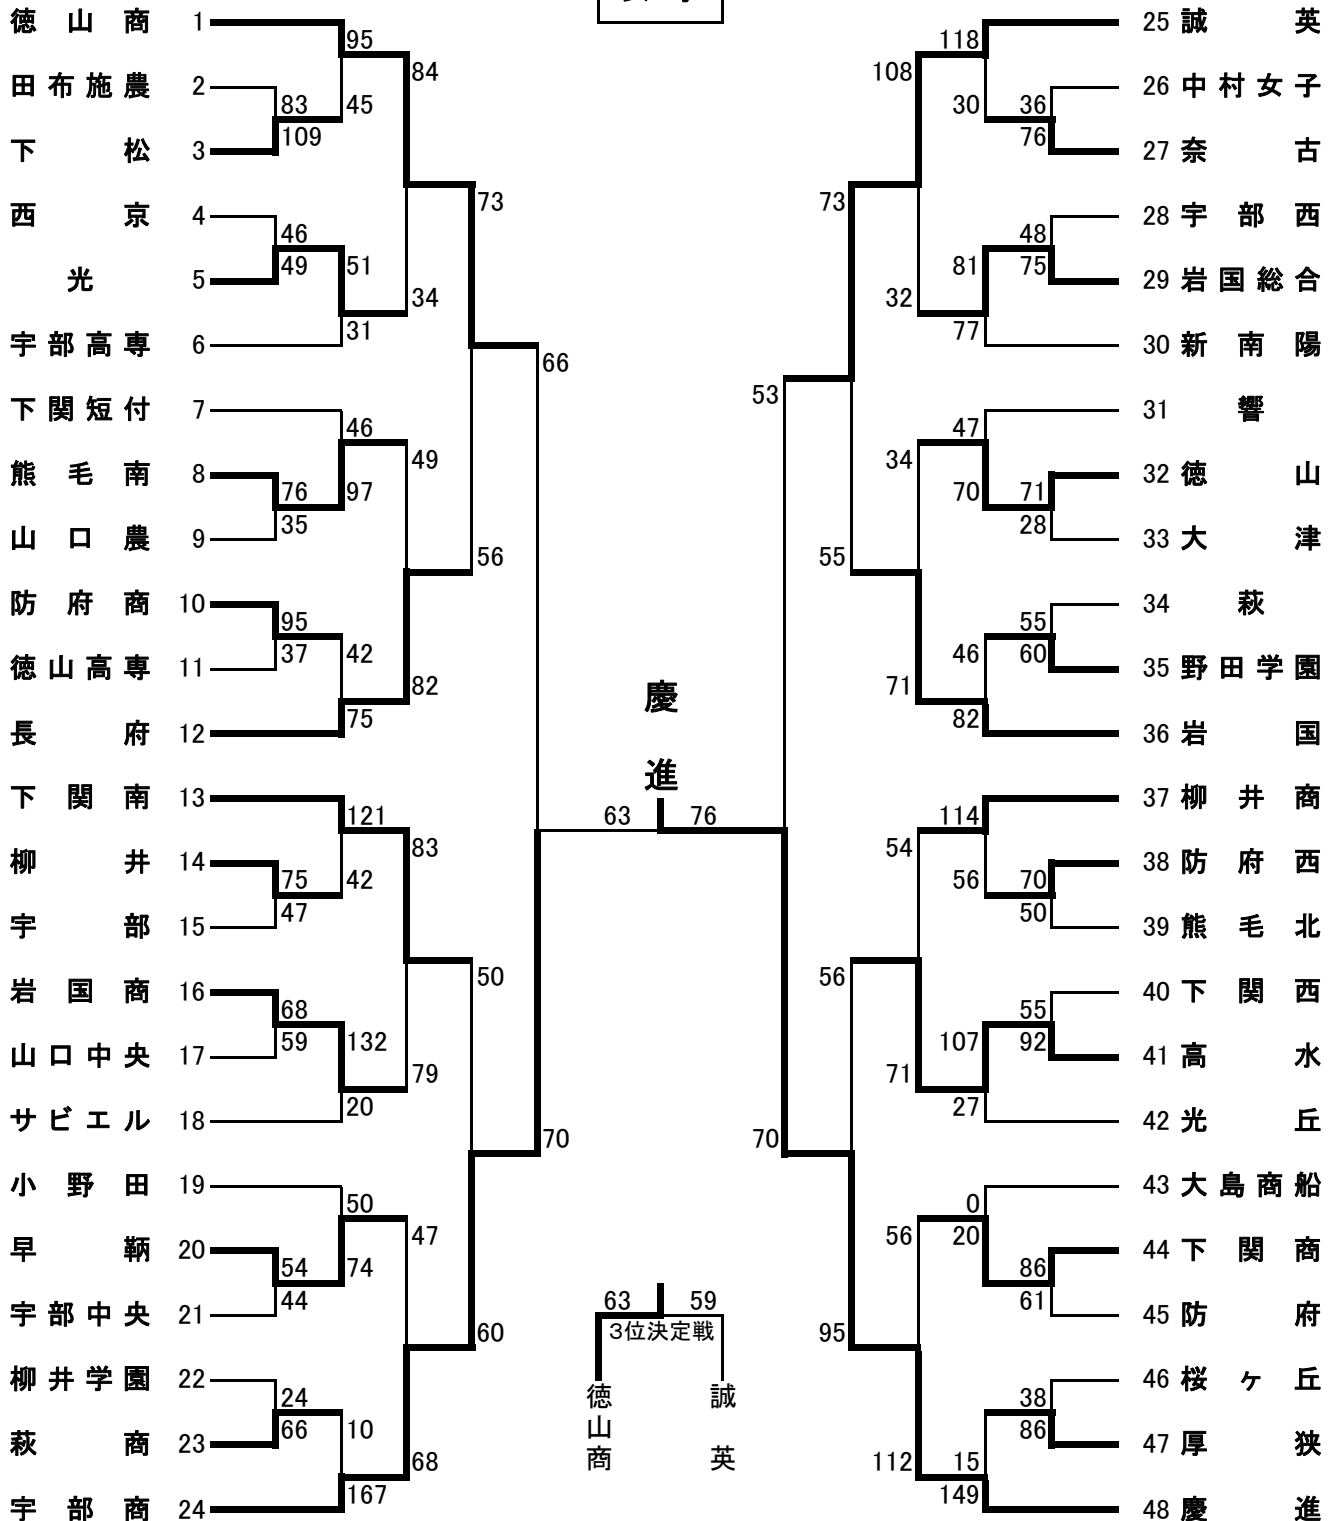 徳山商 1
田布施農 2
下松 3
西京 4
光 5
宇部高専 6
下関短付 7
熊毛南 8
山口農 9
防府商 10
徳山高専 11
長府 12
下関南 13
柳井 14
宇部 15
岩国商 16
山口中央 17
サビエル 18
小野田 19
早鞆 20
宇部中央 21
柳井学園 22
萩商 23
宇部商 24
83
109
46
49
76
35
95
37
75
47
68
59
54
44
24
66
95
45
51
31
46
97
42
75
121
42
132
20
50
74
10
167
84
34
49
82
83
79
47
68
73
56
50
60
66
70
慶進
63 76
63 59
3位決定戦
徳山商
誠英
53
70
73
55
56
95
108
32
34
71
54
71
56
112
118
30
81
77
47
70
46
82
114
56
107
27
0
20
15
149
36
76
48
75
71
28
55
60
70
50
55
92
86
61
38
86
25 誠英
26 中村女子
27 奈古
28 宇部西
29 岩国総合
30 新南陽
31 響
32 徳山
33 大津
34 萩
35 野田学園
36 岩国
37 柳井商
38 防府西
39 熊毛北
40 下関西
41 高水
42 光丘
43 大島商船
44 下関商
45 防府
46 桜ヶ丘
47 厚狭
48 慶進